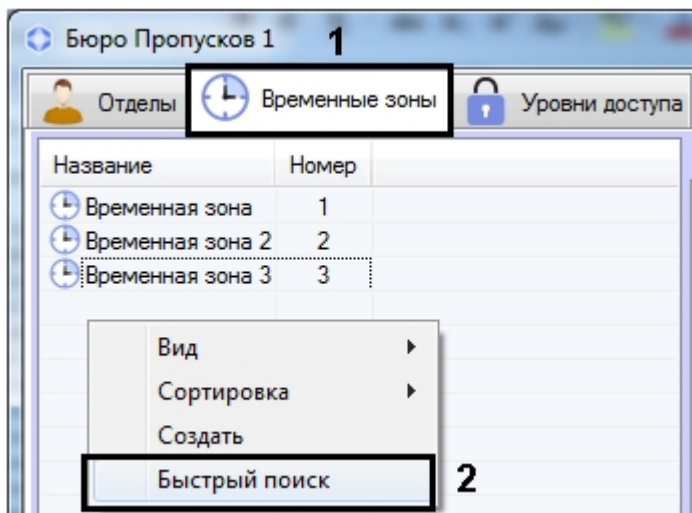 Бюро Пропусков 1
1
Отделы Временные зоны Уровни доступа
Название Номер
Временная зона 1
Временная зона 2 2
Временная зона 3 3
Вид
Сортировка
Создать
Быстрый поиск 2